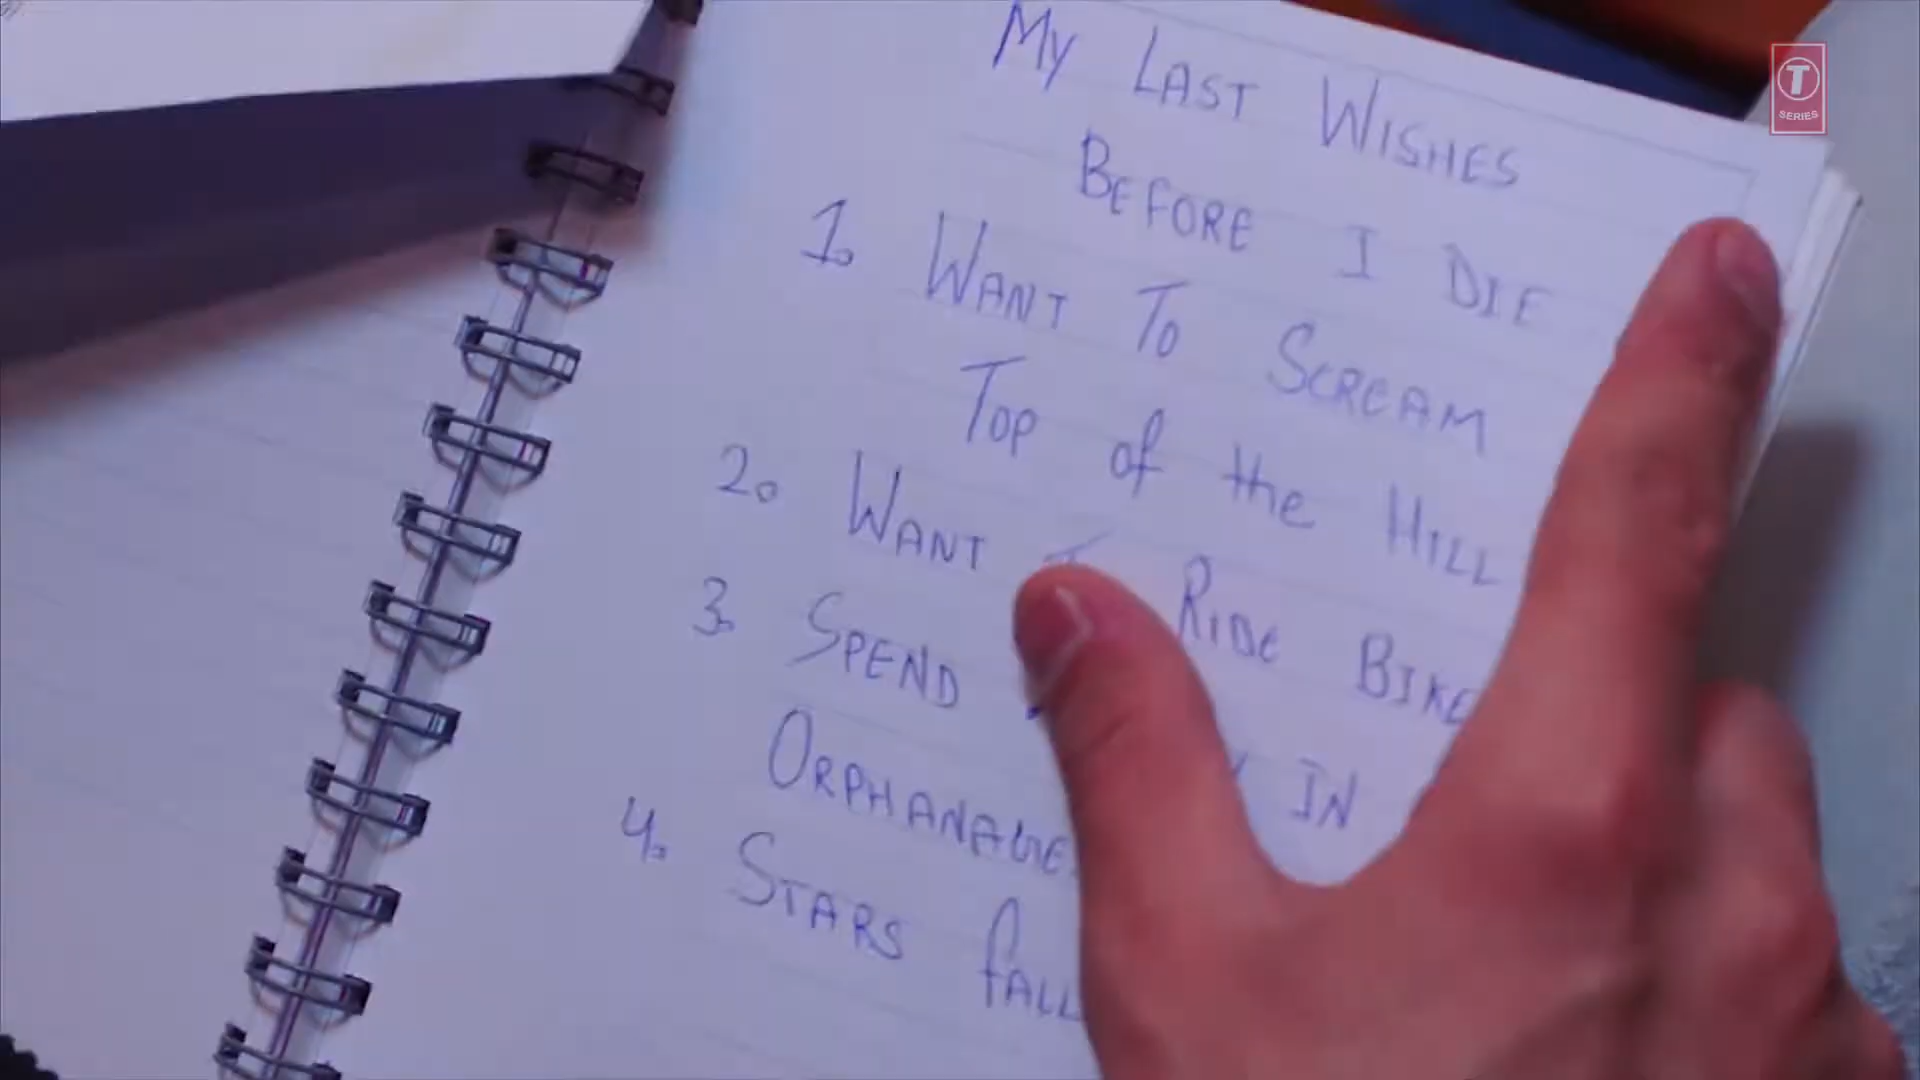 My LAST WISHES
BEFORE I DIE
1. WANT To SCREAM
Top of the HILL
2. WANT RIDE BIKE
3. SPEND IN
ORPHANAGE
4. STARS fALL
T
SERIES